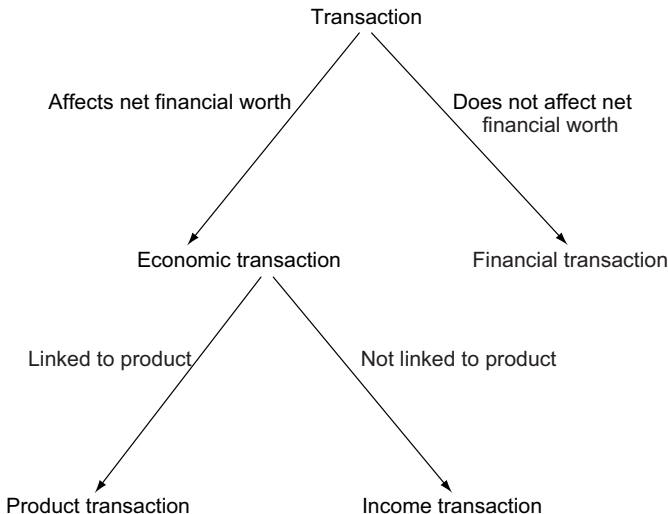 Transaction
Affects net financial worth
Does not affect net
financial worth
Economic transaction
Financial transaction
Linked to product
Not linked to product
Product transaction
Income transaction